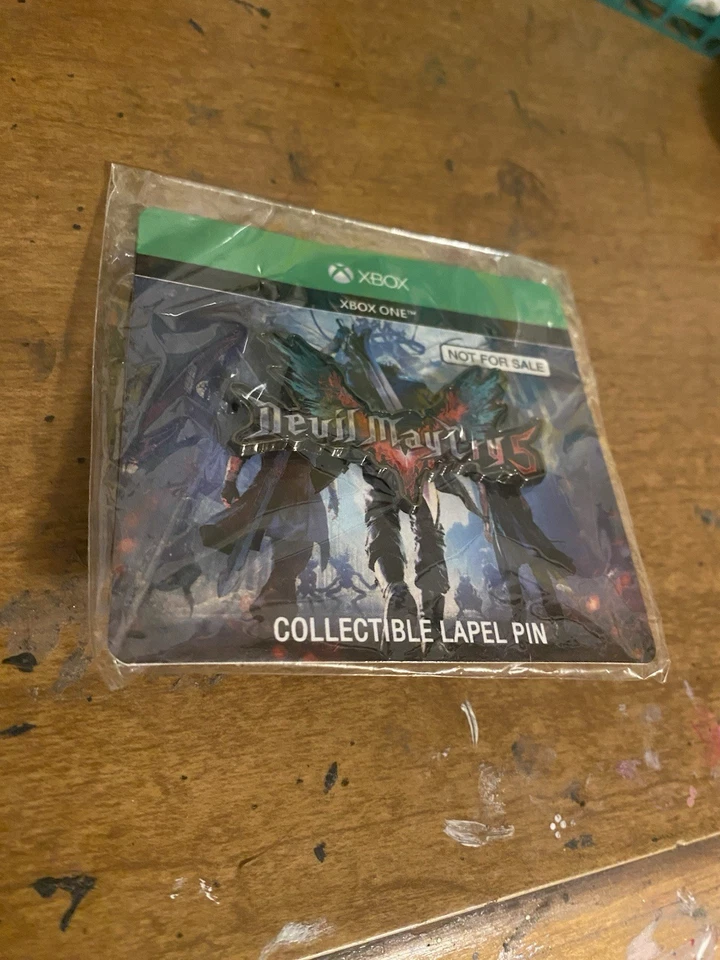 XBOX
XBOX ONE™
NOT FOR SALE
Devil May Cry 5
COLLECTIBLE LAPEL PIN